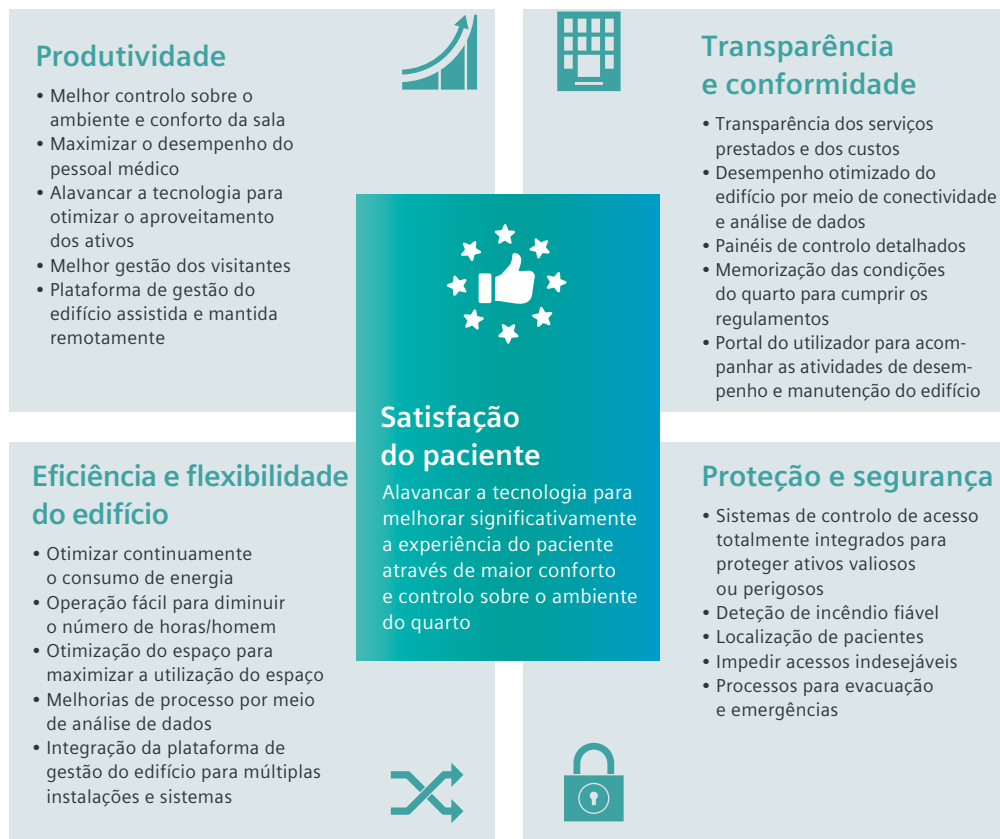 Produtividade
• Melhor controlo sobre o
ambiente e conforto da sala
• Maximizar o desempenho do
pessoal médico
• Alavancar a tecnologia para
otimizar o aproveitamento
dos ativos
• Melhor gestão dos visitantes
• Plataforma de gestão do
edifício assistida e mantida
remotamente
Transparência
e conformidade
• Transparência dos serviços
prestados e dos custos
• Desempenho otimizado do
edifício por meio de conectividade
e análise de dados
• Painéis de controlo detalhados
• Memorização das condições
do quarto para cumprir os
regulamentos
• Portal do utilizador para acom-
panhar as atividades de desem-
penho e manutenção do edifício
Satisfação
do paciente
Alavancar a tecnologia para
melhorar significativamente
a experiência do paciente
através de maior conforto
e controlo sobre o ambiente
do quarto
Eficiência e flexibilidade
do edifício
• Otimizar continuamente
o consumo de energia
• Operação fácil para diminuir
o número de horas/homem
• Otimização do espaço para
maximizar a utilização do espaço
• Melhorias de processo por meio
de análise de dados
• Integração da plataforma de
gestão do edifício para múltiplas
instalações e sistemas
Proteção e segurança
• Sistemas de controlo de acesso
totalmente integrados para
proteger ativos valiosos
ou perigosos
• Deteção de incêndio fiável
• Localização de pacientes
• Impedir acessos indesejáveis
• Processos para evacuação
e emergências